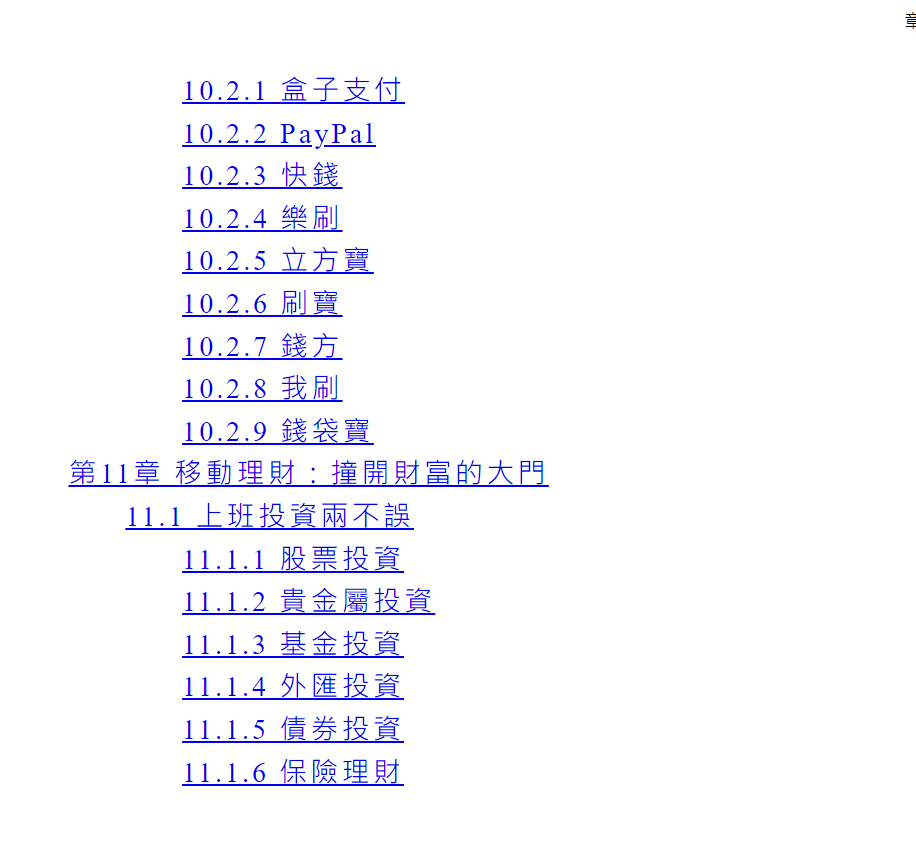 章
10.2.1 盒子支付
10.2.2 PayPal
10.2.3 快錢
10.2.4 樂刷
10.2.5 立方寶
10.2.6 刷寶
10.2.7 錢方
10.2.8 我刷
10.2.9 錢袋寶
第11章 移動理財：撞開財富的大門
11.1 上班投資兩不誤
11.1.1 股票投資
11.1.2 貴金屬投資
11.1.3 基金投資
11.1.4 外匯投資
11.1.5 債券投資
11.1.6 保險理財